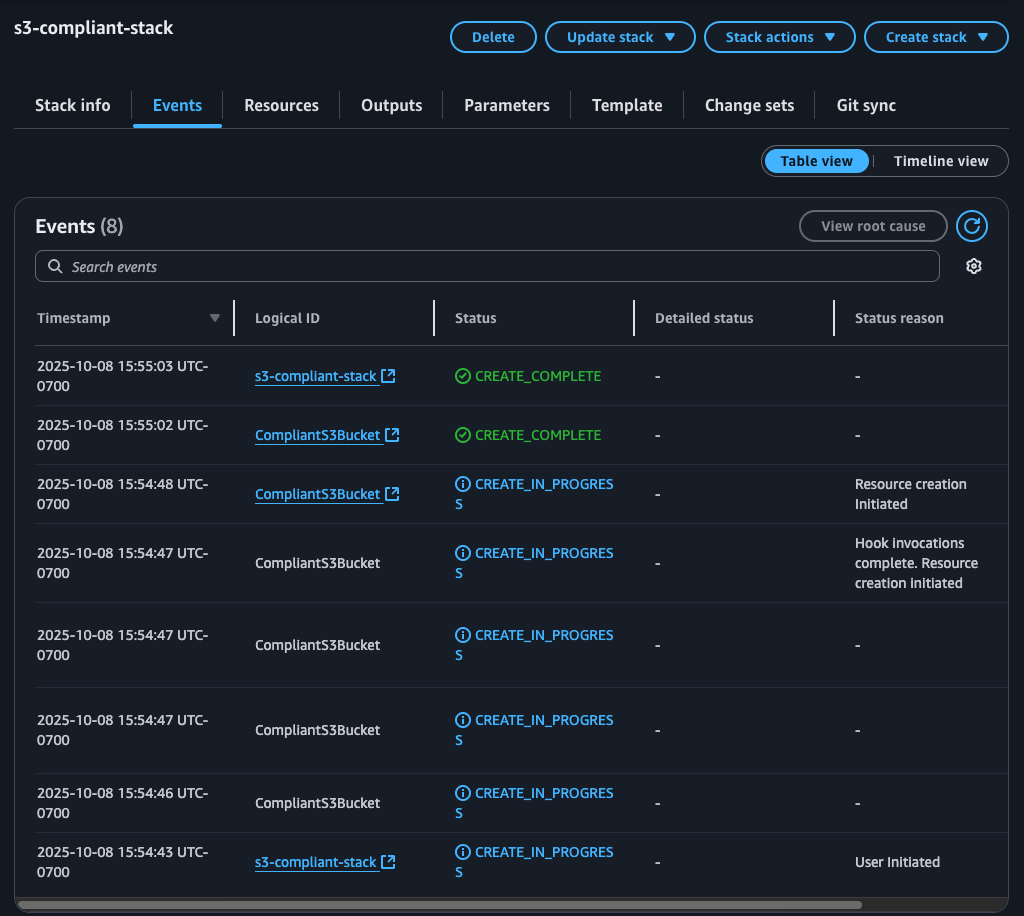 s3-compliant-stack
Delete
Update stack
Stack actions
Create stack
Stack info
Events
Resources
Outputs
Parameters
Template
Change sets
Git sync
Table view
Timeline view
Events (8)
View root cause
Search events
Timestamp
Logical ID
Status
Detailed status
Status reason
2025-10-08 15:55:03 UTC-
0700
s3-compliant-stack
CREATE_COMPLETE
-
-
2025-10-08 15:55:02 UTC-
0700
CompliantS3Bucket
CREATE_COMPLETE
-
-
2025-10-08 15:54:48 UTC-
0700
CompliantS3Bucket
CREATE_IN_PROGRES
S
-
Resource creation
Initiated
2025-10-08 15:54:47 UTC-
0700
CompliantS3Bucket
CREATE_IN_PROGRES
S
-
Hook invocations
complete. Resource
creation initiated
2025-10-08 15:54:47 UTC-
0700
CompliantS3Bucket
CREATE_IN_PROGRES
S
-
-
2025-10-08 15:54:47 UTC-
0700
CompliantS3Bucket
CREATE_IN_PROGRES
S
-
-
2025-10-08 15:54:46 UTC-
0700
CompliantS3Bucket
CREATE_IN_PROGRES
S
-
-
2025-10-08 15:54:43 UTC-
0700
s3-compliant-stack
CREATE_IN_PROGRES
S
-
User Initiated